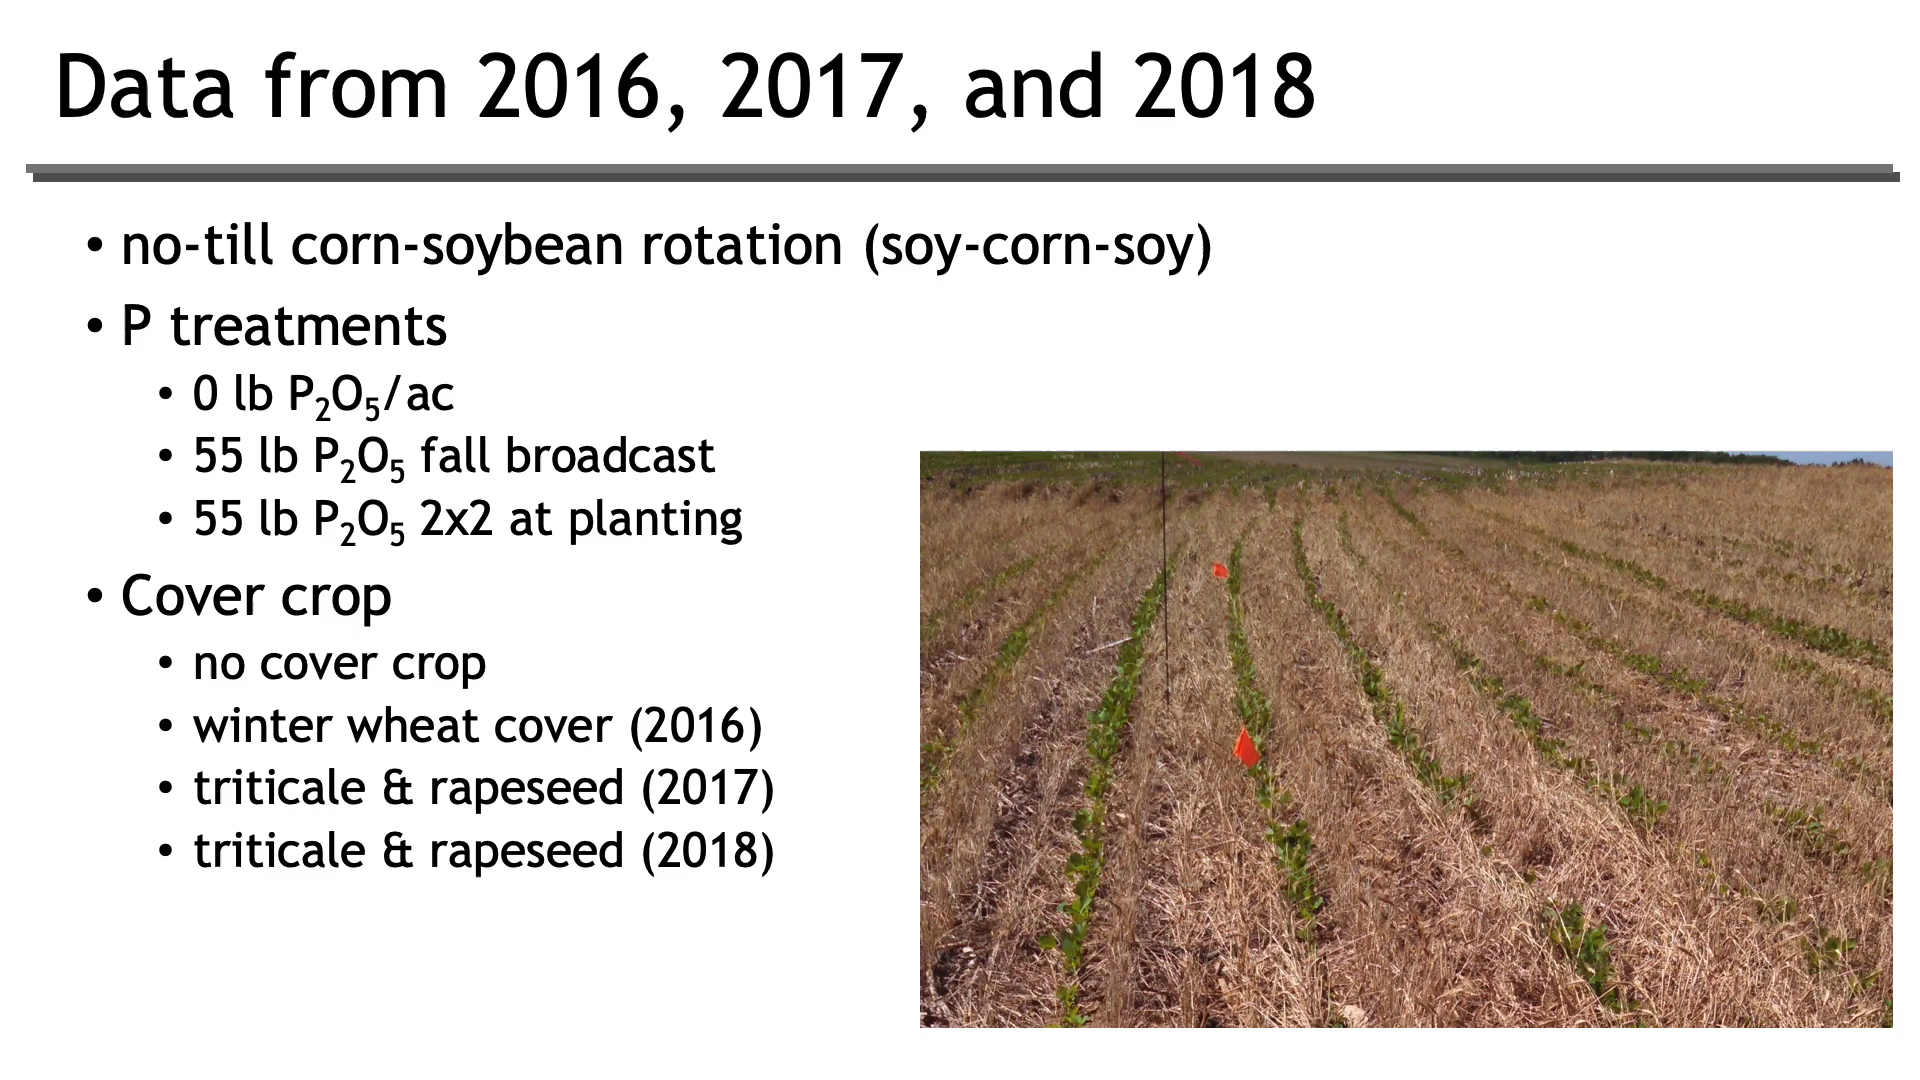 Data from 2016, 2017, and 2018
• no-till corn-soybean rotation (soy-corn-soy)
• P treatments
• 0 lb P₂O₅/ac
• 55 lb P₂O₅ fall broadcast
• 55 lb P₂O₅ 2x2 at planting
• Cover crop
• no cover crop
• winter wheat cover (2016)
• triticale & rapeseed (2017)
• triticale & rapeseed (2018)